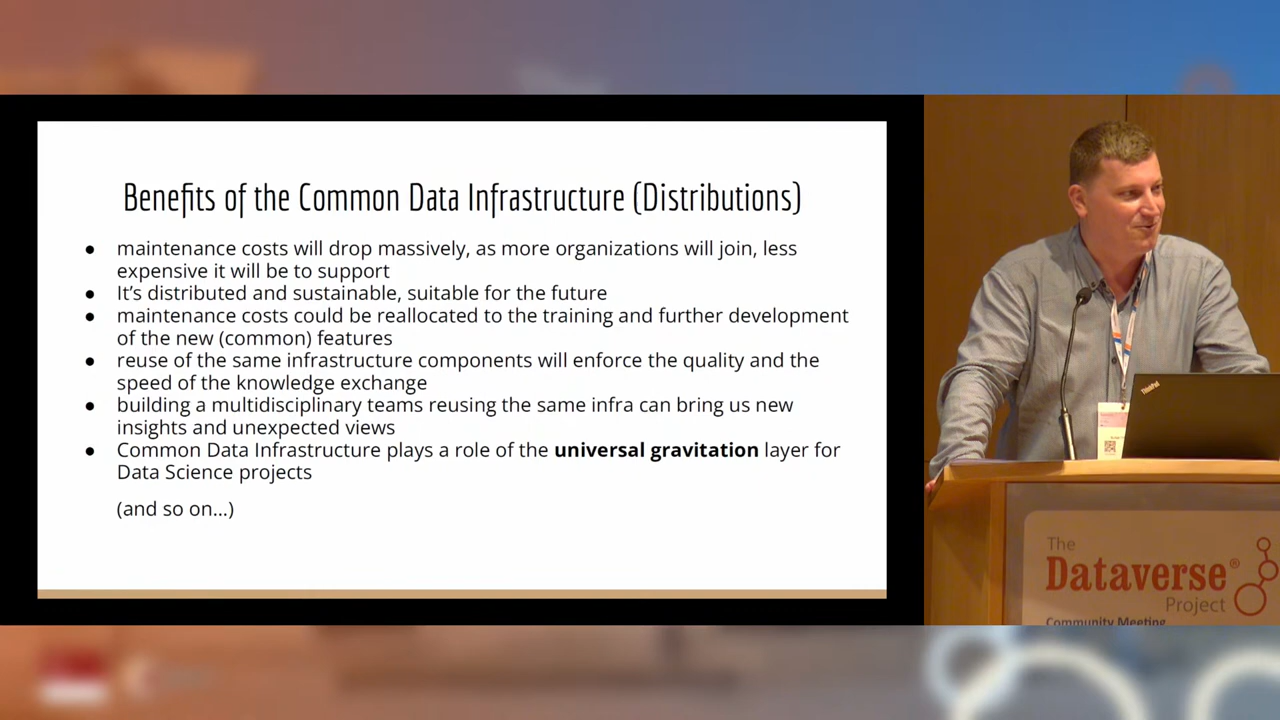 Benefits of the Common Data Infrastructure (Distributions)
● maintenance costs will drop massively, as more organizations will join, less
expensive it will be to support
● It's distributed and sustainable, suitable for the future
● maintenance costs could be reallocated to the training and further development
of the new (common) features
● reuse of the same infrastructure components will enforce the quality and the
speed of the knowledge exchange
● building a multidisciplinary teams reusing the same infra can bring us new
insights and unexpected views
● Common Data Infrastructure plays a role of the universal gravitation layer for
Data Science projects
(and so on...)
ThinkPad
The
Dataverse®
Project
Community Meeting